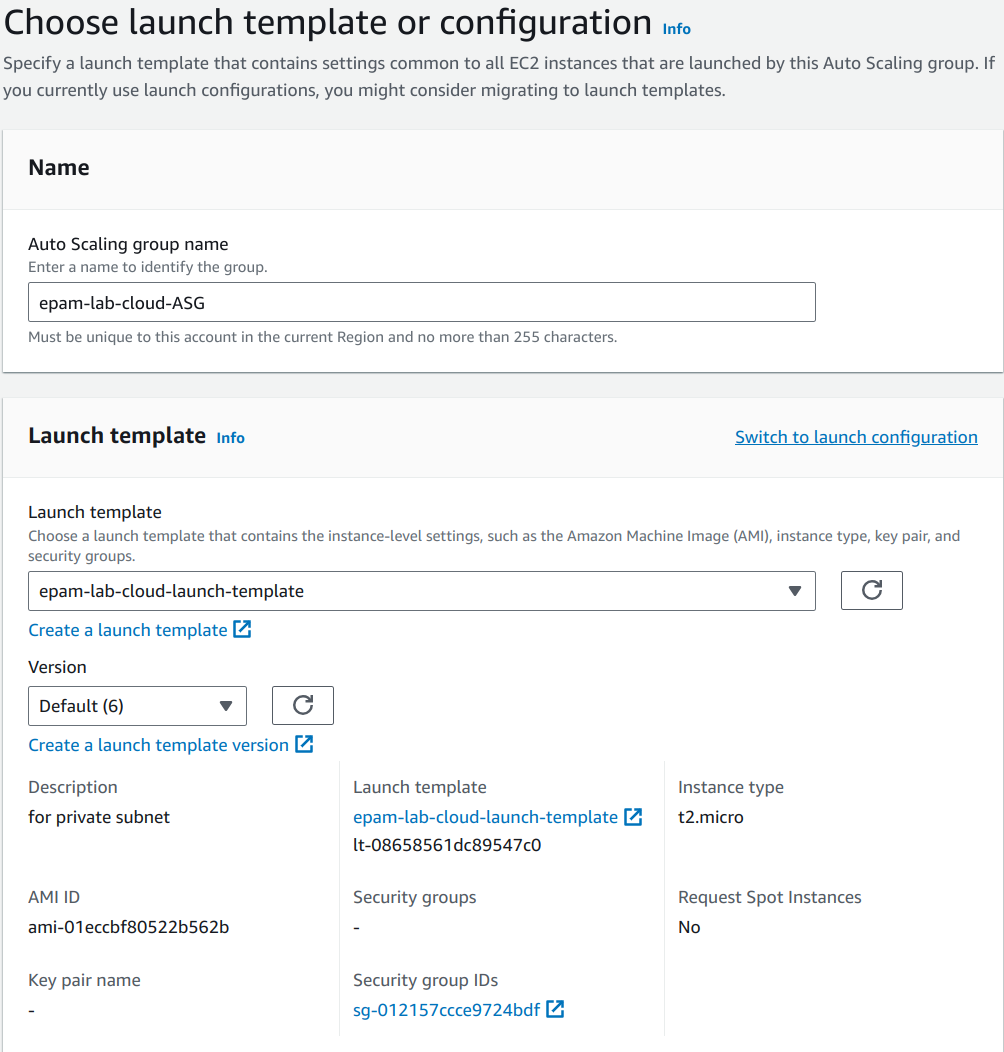 Choose launch template or configuration Info
Specify a launch template that contains settings common to all EC2 instances that are launched by this Auto Scaling group. If
you currently use launch configurations, you might consider migrating to launch templates.
Name
Auto Scaling group name
Enter a name to identify the group.
epam-lab-cloud-ASG
Must be unique to this account in the current Region and no more than 255 characters.
Launch template Info
Switch to launch configuration
Launch template
Choose a launch template that contains the instance-level settings, such as the Amazon Machine Image (AMI), instance type, key pair, and
security groups.
epam-lab-cloud-launch-template
Create a launch template
Version
Default (6)
Create a launch template version
Description
for private subnet
Launch template
epam-lab-cloud-launch-template
lt-08658561dc89547c0
Instance type
t2.micro
AMI ID
ami-01eccbf80522b562b
Security groups
-
Request Spot Instances
No
Key pair name
-
Security group IDs
sg-012157ccce9724bdf